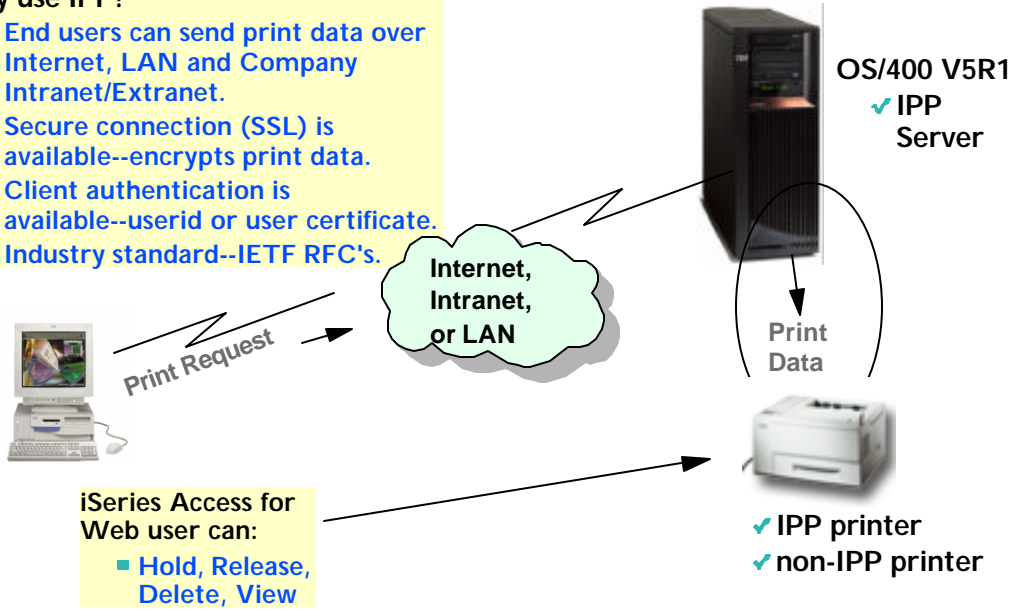 y use IPP?
End users can send print data over
Internet, LAN and Company
Intranet/Extranet.
Secure connection (SSL) is
available--encrypts print data.
Client authentication is
available--userid or user certificate.
Industry standard--IETF RFC's.
OS/400 V5R1
✓ IPP
Server
Internet,
Intranet,
or LAN
Print Request
Print
Data
iSeries Access for
Web user can:
Hold, Release,
Delete, View
✓ IPP printer
✓ non-IPP printer